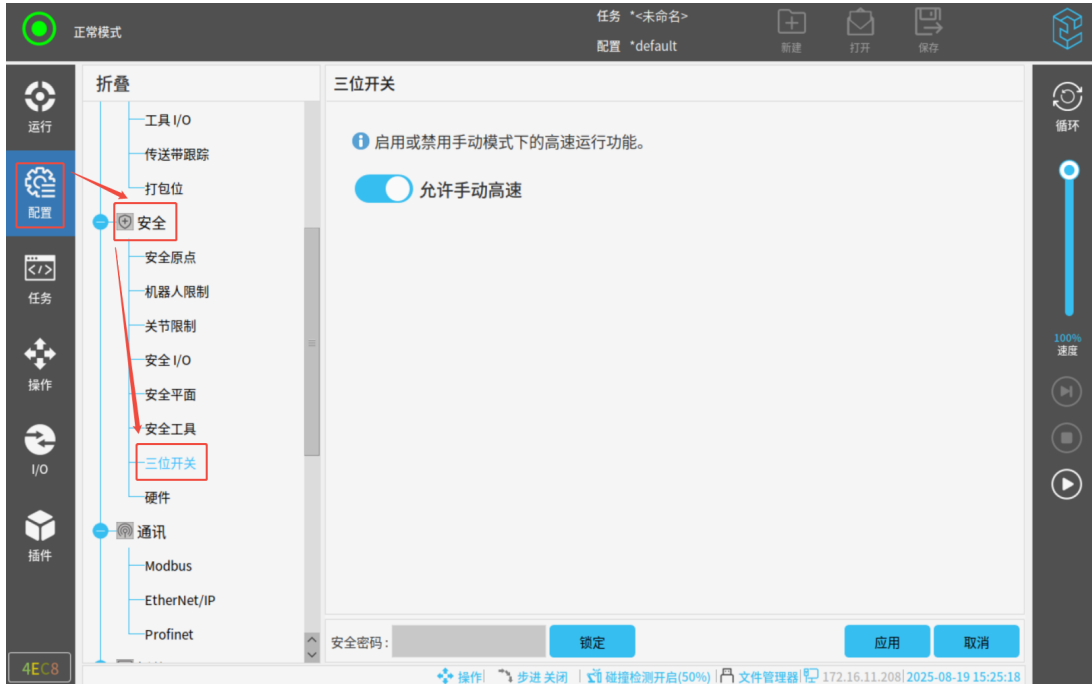 正常模式
任务 *<未命名>
配置 *default
新建
打开
保存
运行
配置
任务
操作
I/O
插件
4EC8
折叠
工具 I/O
传送带跟踪
打包位
安全
安全原点
机器人限制
关节限制
安全 I/O
安全平面
安全工具
三位开关
硬件
通讯
Modbus
EtherNet/IP
Profinet
三位开关
启用或禁用手动模式下的高速运行功能。
允许手动高速
安全密码:
锁定
应用
取消
循环
100%
速度
操作 步进 关闭 碰撞检测开启(50%) 文件管理器 172.16.11.208 2025-08-19 15:25:18